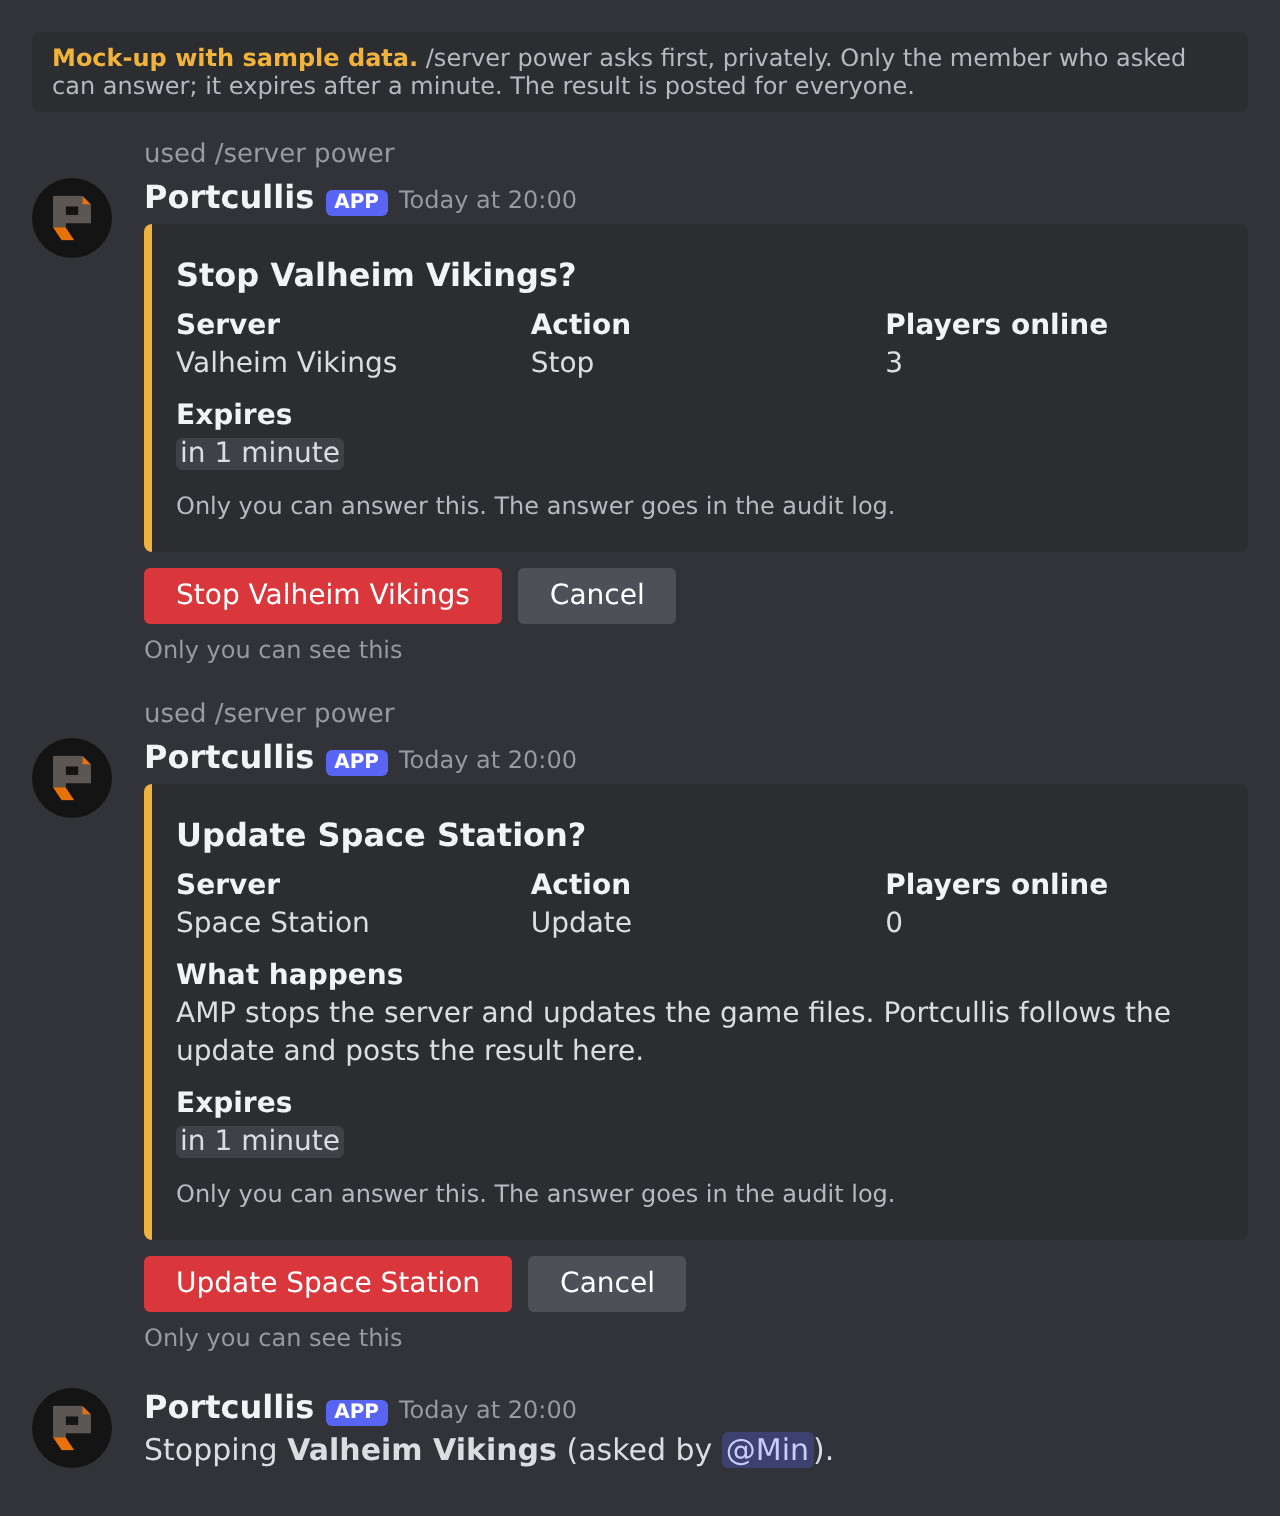 Mock-up with sample data. /server power asks first, privately. Only the member who asked
can answer; it expires after a minute. The result is posted for everyone.
used /server power
Portcullis APP Today at 20:00
Stop Valheim Vikings?
Server Action Players online
Valheim Vikings Stop 3
Expires
in 1 minute
Only you can answer this. The answer goes in the audit log.
Stop Valheim Vikings Cancel
Only you can see this
used /server power
Portcullis APP Today at 20:00
Update Space Station?
Server Action Players online
Space Station Update 0
What happens
AMP stops the server and updates the game files. Portcullis follows the
update and posts the result here.
Expires
in 1 minute
Only you can answer this. The answer goes in the audit log.
Update Space Station Cancel
Only you can see this
Portcullis APP Today at 20:00
Stopping Valheim Vikings (asked by @Min).